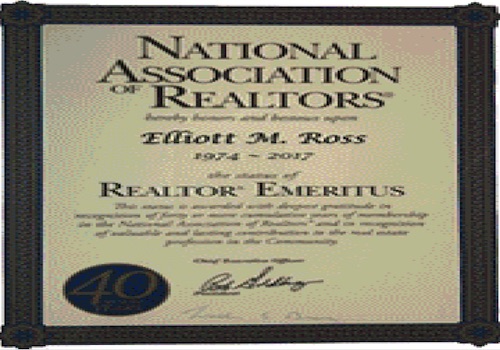 NATIONAL
ASSOCIATION
OF REALTORS®
hereby honors and bestows upon
Elliott M. Ross
1974 ~ 2017
the status of
REALTOR® EMERITUS
This status is awarded with deepest gratitude in
recognition of forty or more cumulative years of membership
in the National Association of Realtors® and in recognition
of valuable and lasting contribution to the real estate
profession in the Community.
Chief Executive Officer
40